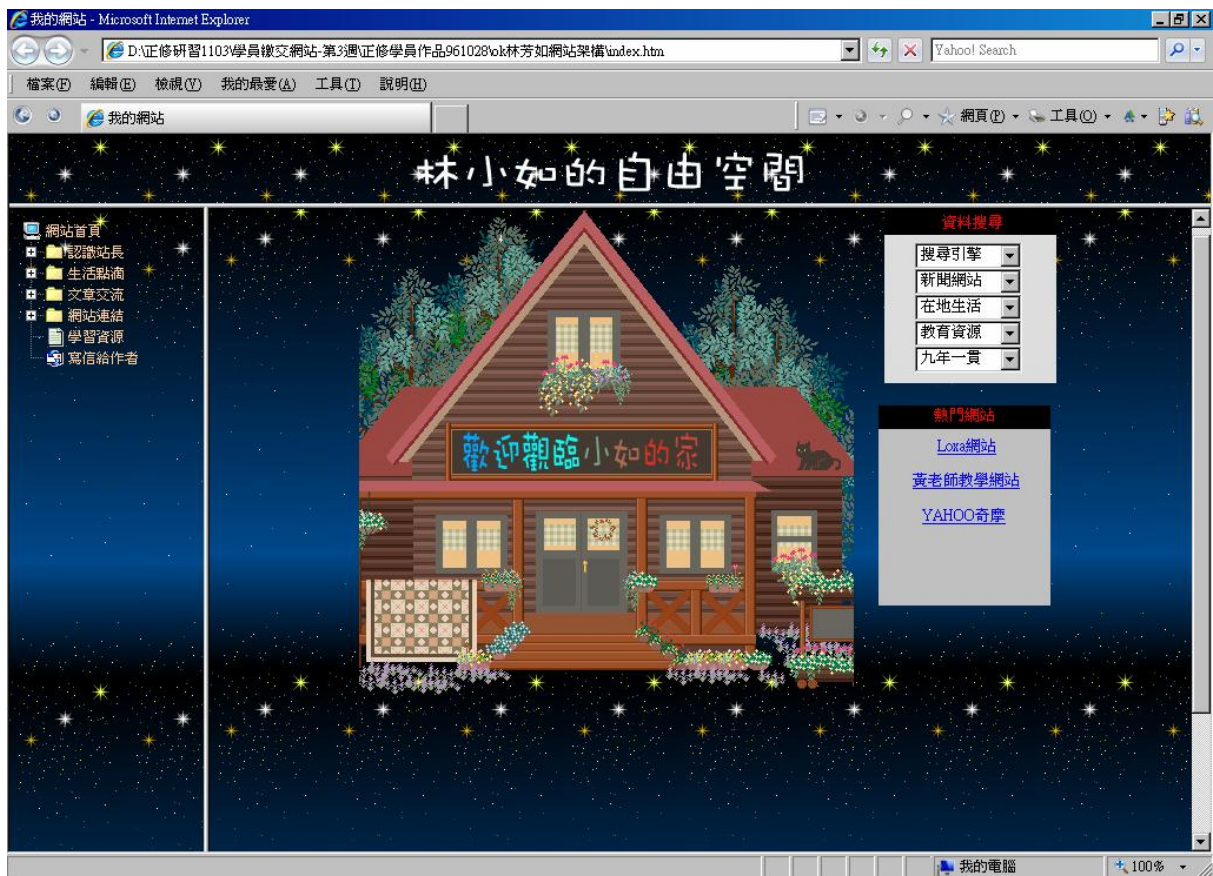 我的網站 - Microsoft Internet Explorer
D:\正修研習1103\學員繳交網站-第3週\正修學員作品961028\ok林芳如網站架構\index.htm
Yahoo! Search
檔案(F) 編輯(E) 檢視(V) 我的最愛(A) 工具(T) 說明(H)
我的網站
網頁(P) 工具(O)
林小如的自由空間
網站首頁
認識站長
生活點滴
文章交流
網站連結
學習資源
寫信給作者
歡迎觀臨小如的家
資料搜尋
搜尋引擎
新聞網站
在地生活
教育資源
九年一貫
熱門網站
Loxa網站
黃老師教學網站
YAHOO奇摩
我的電腦 100%